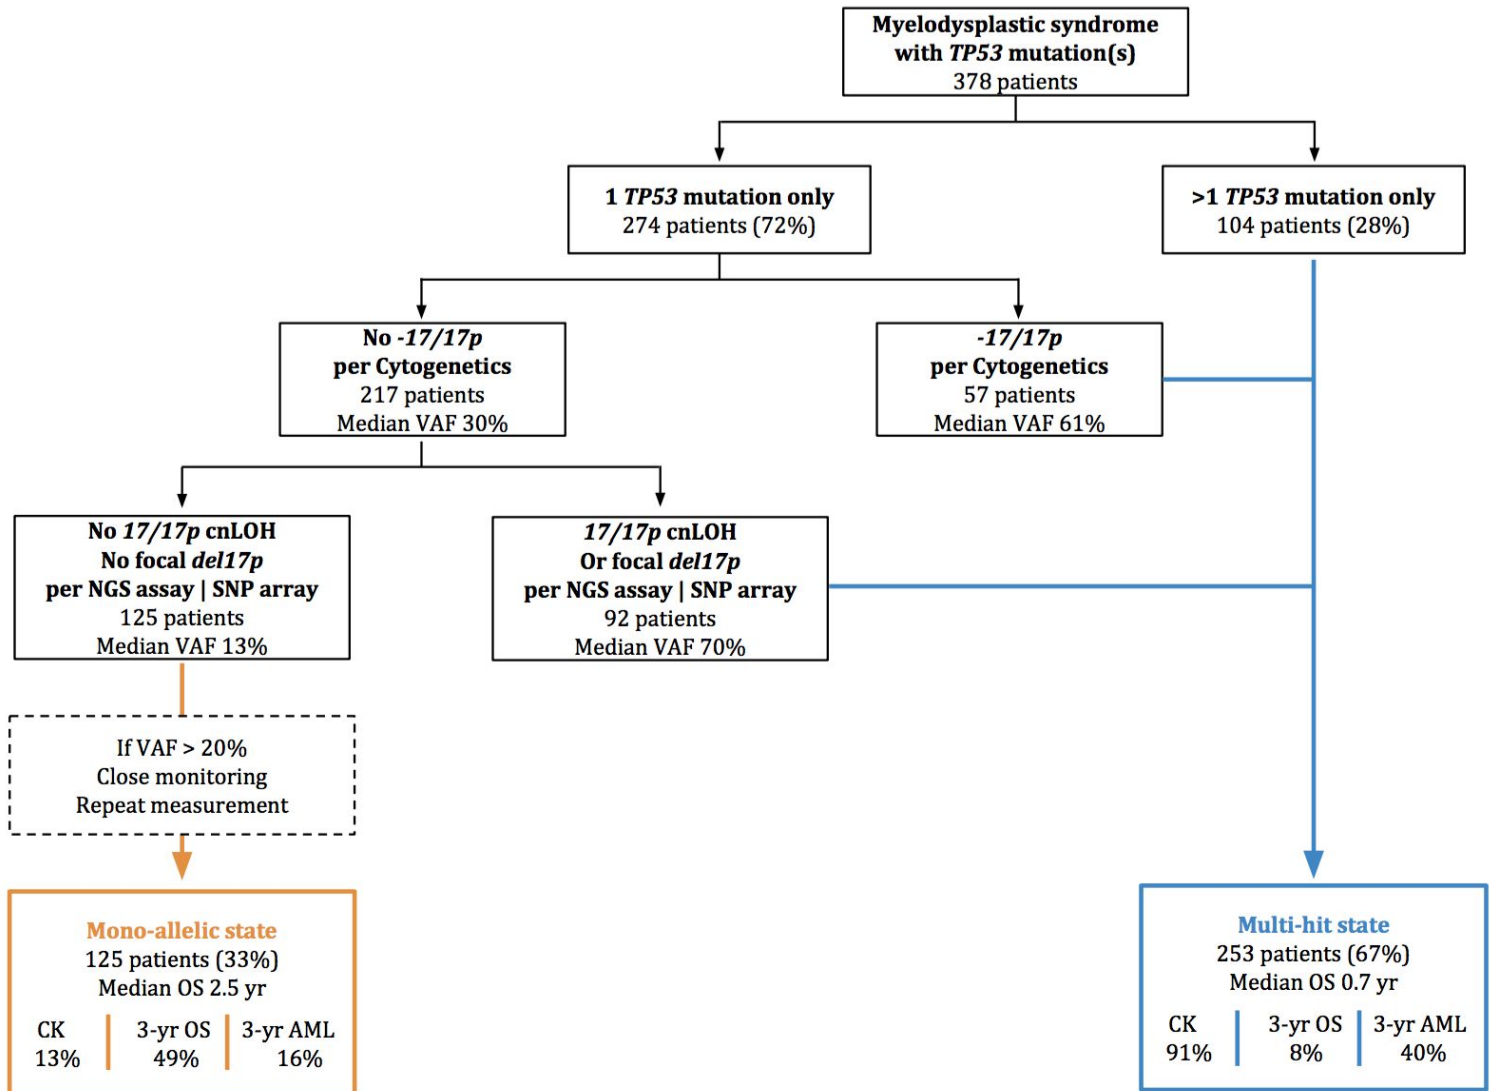 Myelodysplastic syndrome
with TP53 mutation(s)
378 patients
1 TP53 mutation only
274 patients (72%)
>1 TP53 mutation only
104 patients (28%)
No -17/17p
per Cytogenetics
217 patients
Median VAF 30%
-17/17p
per Cytogenetics
57 patients
Median VAF 61%
No 17/17p cnLOH
No focal del17p
per NGS assay | SNP array
125 patients
Median VAF 13%
17/17p cnLOH
Or focal del17p
per NGS assay | SNP array
92 patients
Median VAF 70%
If VAF > 20%
Close monitoring
Repeat measurement
Mono-allelic state
125 patients (33%)
Median OS 2.5 yr
CK 3-yr OS 3-yr AML
13% 49% 16%
Multi-hit state
253 patients (67%)
Median OS 0.7 yr
CK 3-yr OS 3-yr AML
91% 8% 40%